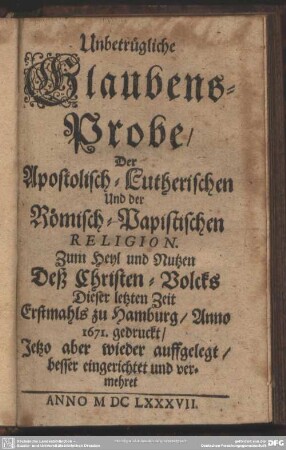 Unbetrügliche
Glaubens-
Probe/
Der
Apostolisch-Lutherischen
Und der
Römisch-Papistischen
RELIGION.
Zum Heyl und Nutzen
Deß Christen-Volcks
Dieser letzten Zeit
Erstmahls zu Hamburg/Anno
1671. gedruckt/
Jetzo aber wieder auffgelegt/
besser eingerichtet und ver-
mehret
ANNO M DC LXXXVII.
DFG